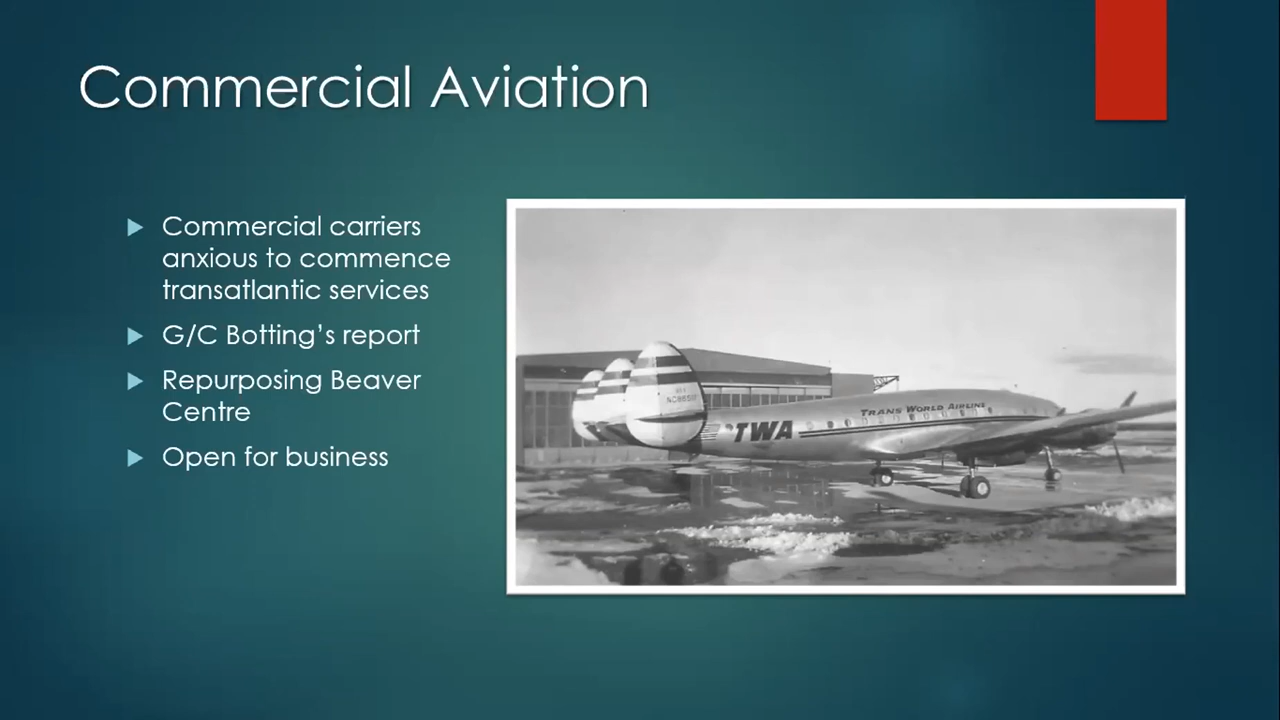 Commercial Aviation
Commercial carriers
anxious to commence
transatlantic services
G/C Botting's report
Repurposing Beaver
Centre
Open for business
TRANS WORLD AIRLINE
TWA